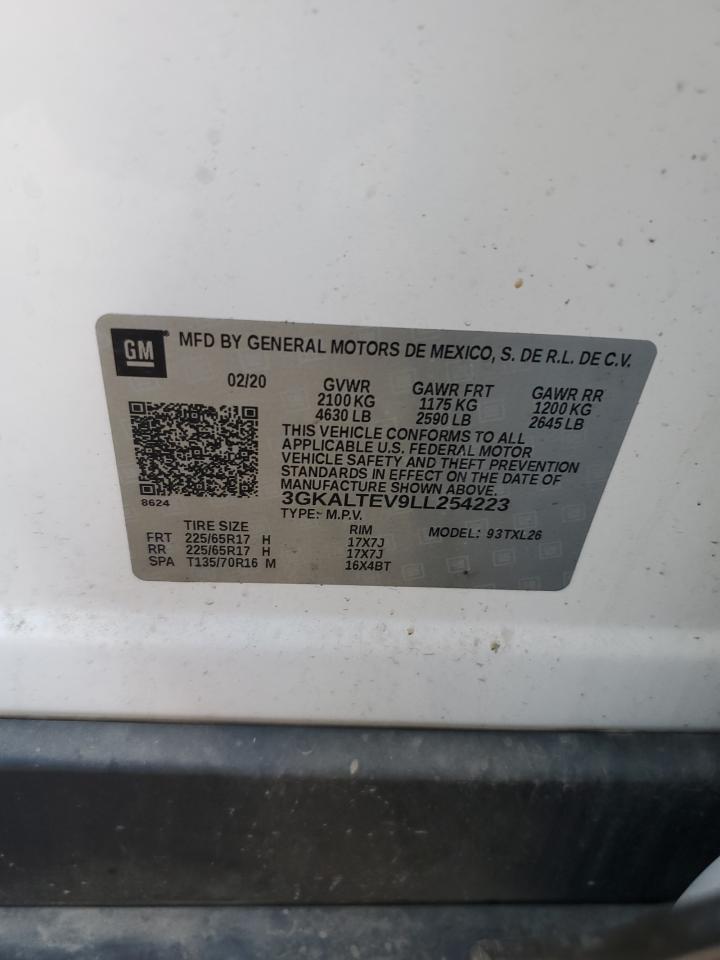 GM MFD BY GENERAL MOTORS DE MEXICO, S. DE R.L. DE C.V.
02/20 GVWR GAWR FRT GAWR RR
2100 KG 1175 KG 1200 KG
4630 LB 2590 LB 2645 LB
THIS VEHICLE CONFORMS TO ALL
APPLICABLE U.S. FEDERAL MOTOR
VEHICLE SAFETY AND THEFT PREVENTION
STANDARDS IN EFFECT ON THE DATE OF
MANUFACTURE SHOWN ABOVE.
8624 3GKALTEV9LL254223
TYPE: M.P.V.
TIRE SIZE RIM MODEL: 93TXL26
FRT 225/65R17 H 17X7J
RR 225/65R17 H 17X7J
SPA T135/70R16 M 16X4BT